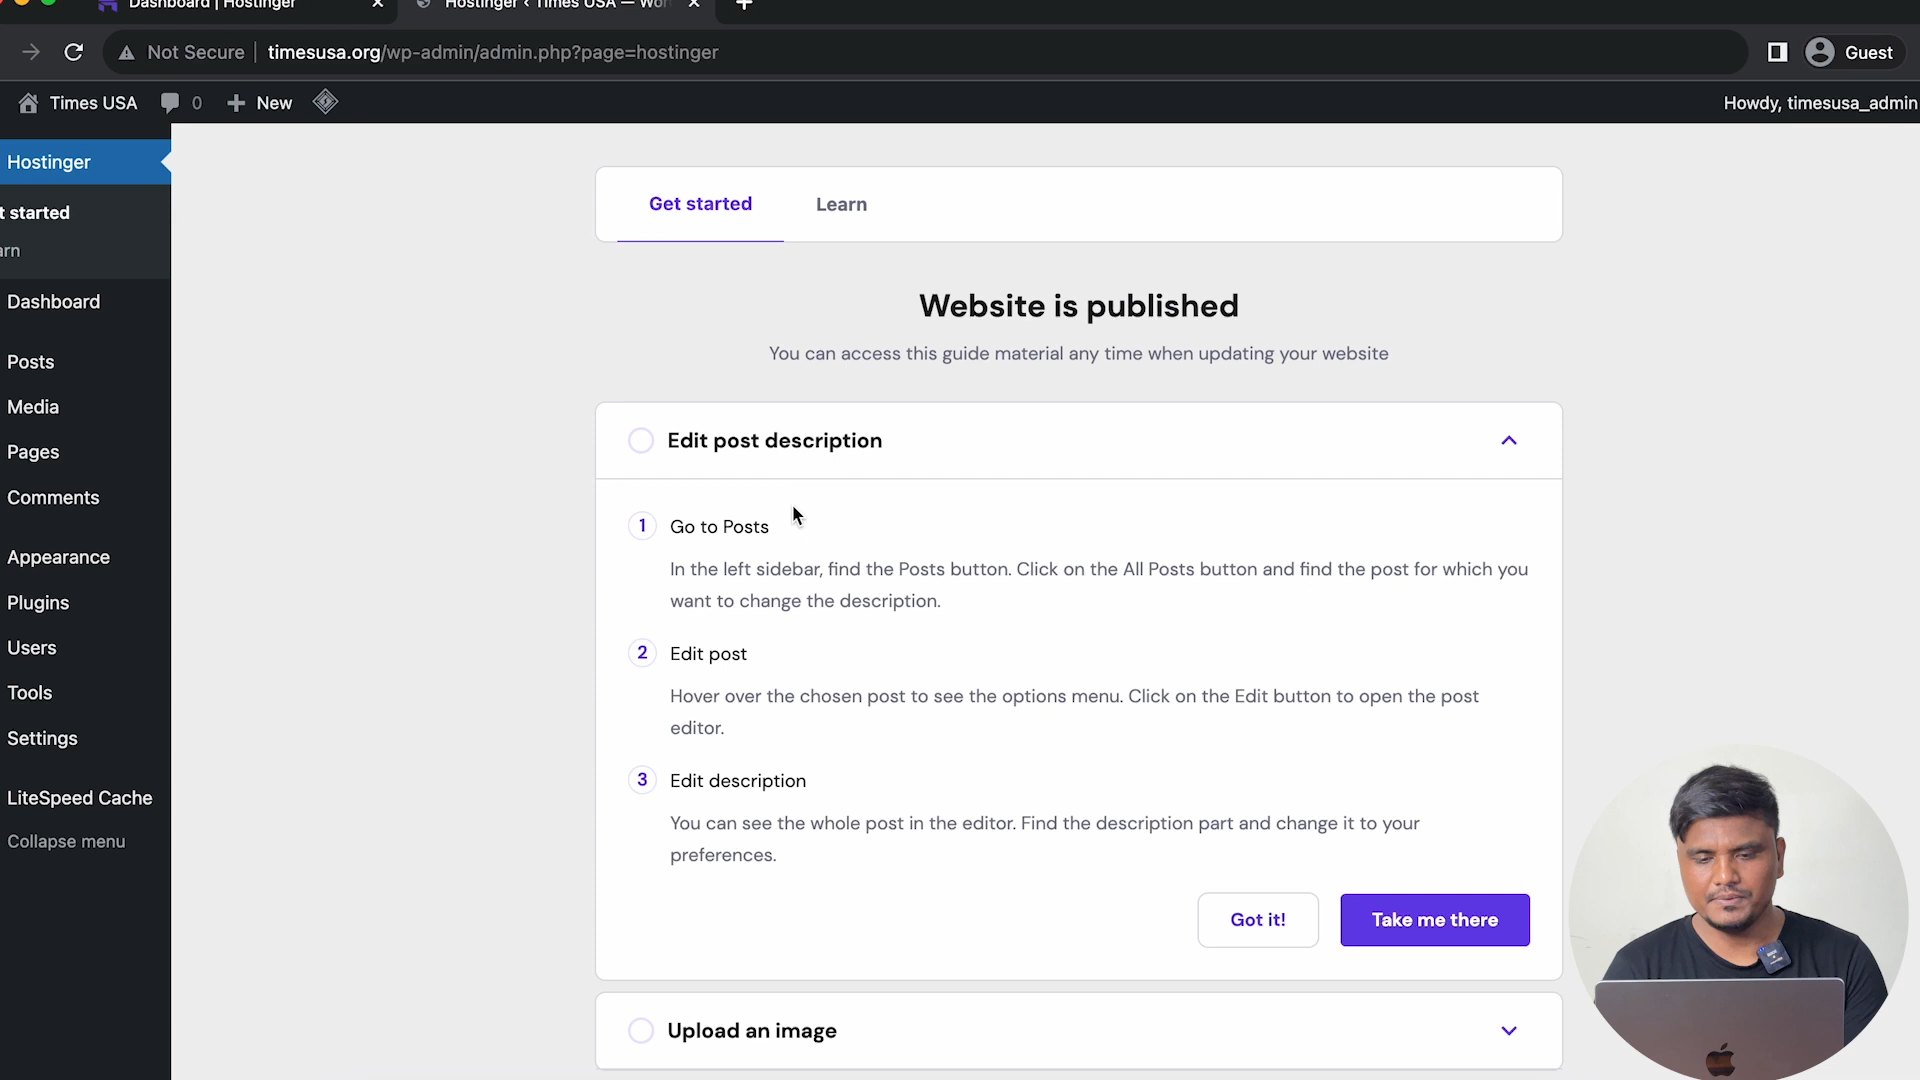 Dashboard | Hostinger
Hostinger ‹ Times USA — Wor
Not Secure
timesusa.org/wp-admin/admin.php?page=hostinger
Guest
Times USA
0
New
Howdy, timesusa_admin
Hostinger
t started
arn
Dashboard
Posts
Media
Pages
Comments
Appearance
Plugins
Users
Tools
Settings
LiteSpeed Cache
Collapse menu
Get started
Learn
Website is published
You can access this guide material any time when updating your website
Edit post description
1
Go to Posts
In the left sidebar, find the Posts button. Click on the All Posts button and find the post for which you
want to change the description.
2
Edit post
Hover over the chosen post to see the options menu. Click on the Edit button to open the post
editor.
3
Edit description
You can see the whole post in the editor. Find the description part and change it to your
preferences.
Got it!
Take me there
Upload an image